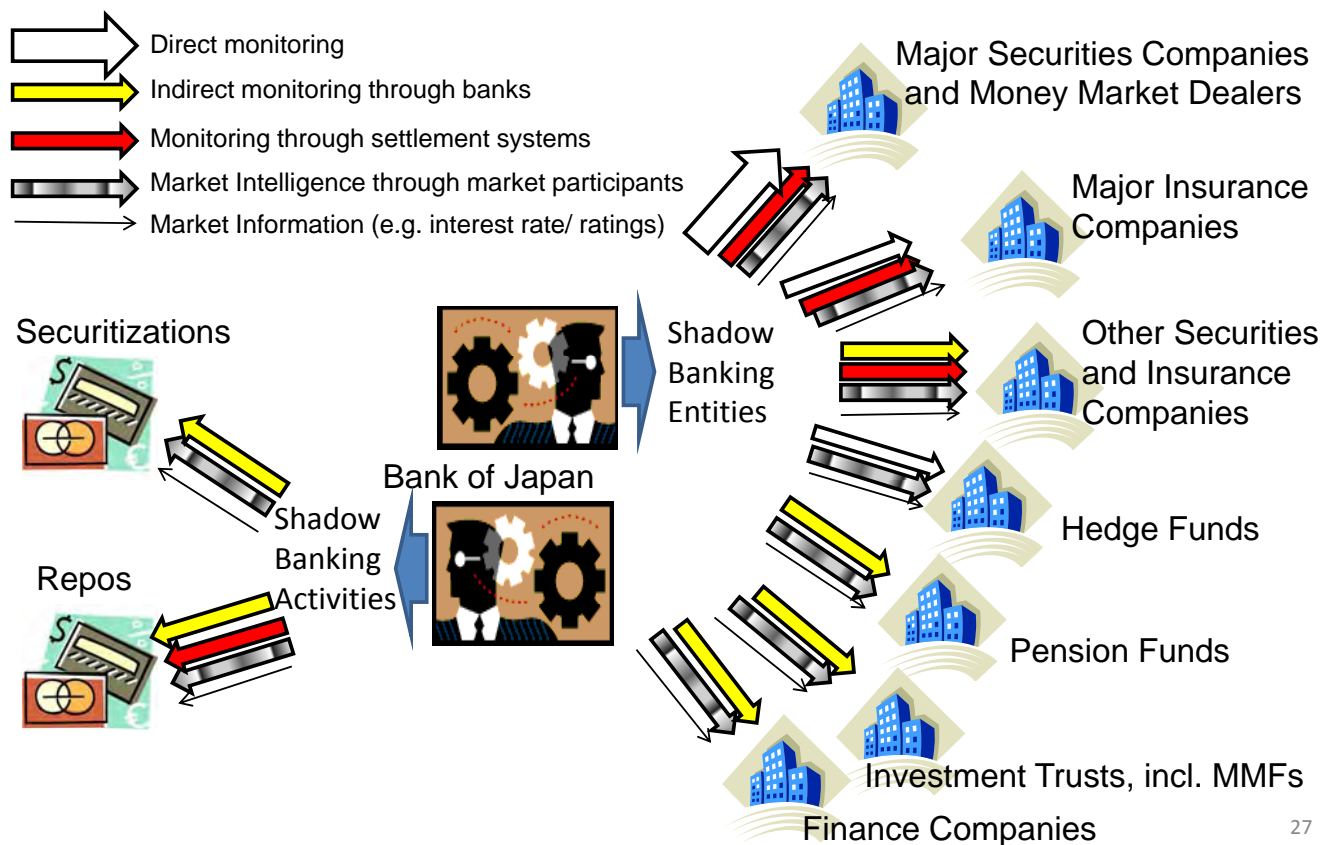 Direct monitoring
Indirect monitoring through banks
Monitoring through settlement systems
Market Intelligence through market participants
Market Information (e.g. interest rate/ ratings)
Major Securities Companies
and Money Market Dealers
Major Insurance
Companies
Securitizations
Shadow
Banking
Entities
Other Securities
and Insurance
Companies
Bank of Japan
Shadow
Banking
Activities
Hedge Funds
Repos
Pension Funds
Investment Trusts, incl. MMFs
Finance Companies
27